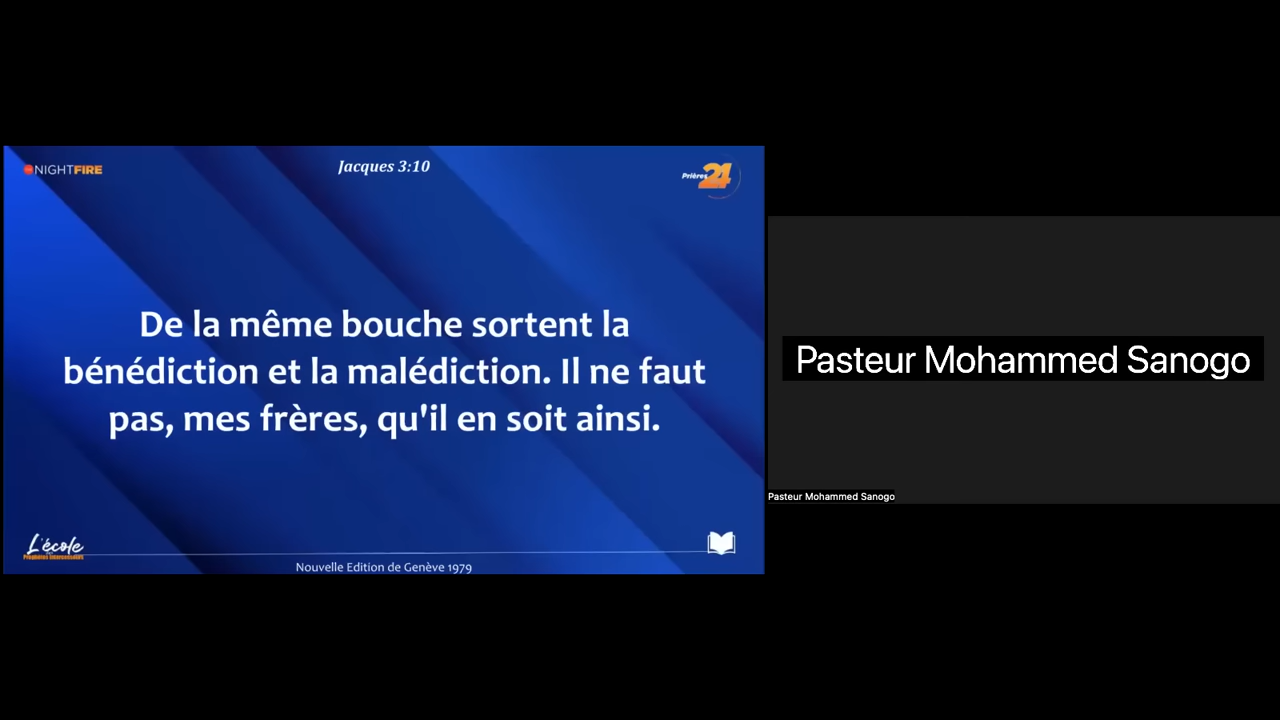 NIGHTFIRE
Jacques 3:10
Prières 24
De la même bouche sortent la
bénédiction et la malédiction. Il ne faut
pas, mes frères, qu'il en soit ainsi.
L'école
Nouvelle Edition de Genève 1979
Pasteur Mohammed Sanogo
Pasteur Mohammed Sanogo